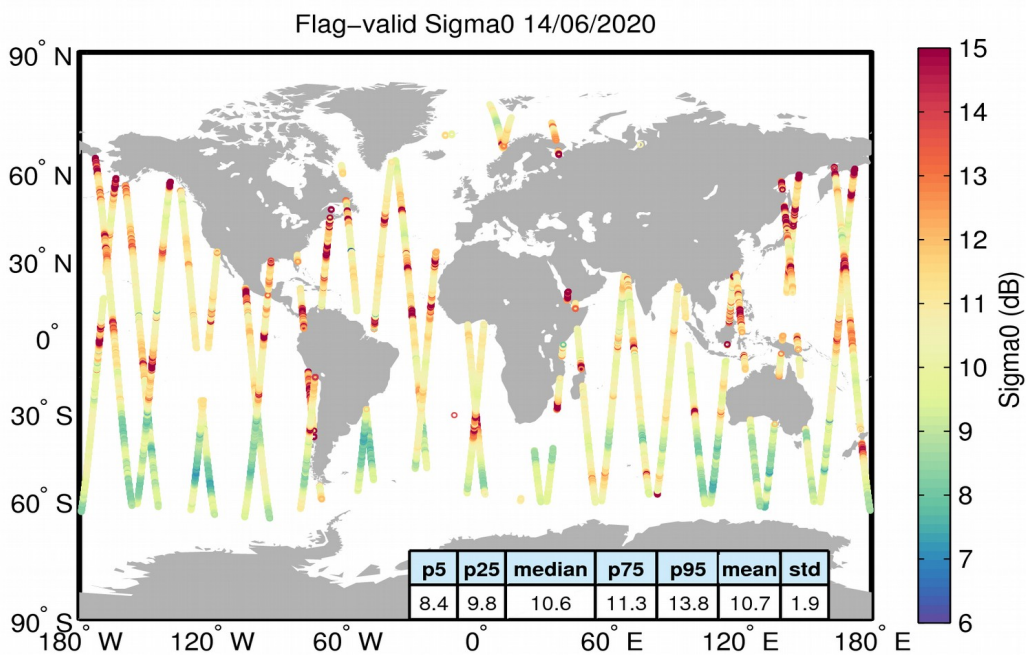 Flag−valid Sigma0 14/06/2020
90° N
60° N
30° N
0°
30° S
60° S
90° S
180° W 120° W 60° W 0° 60° E 120° E 180° E
p5 p25 median p75 p95 mean std
8.4 9.8 10.6 11.3 13.8 10.7 1.9
15
14
13
12
11
10
9
8
7
6
Sigma0 (dB)